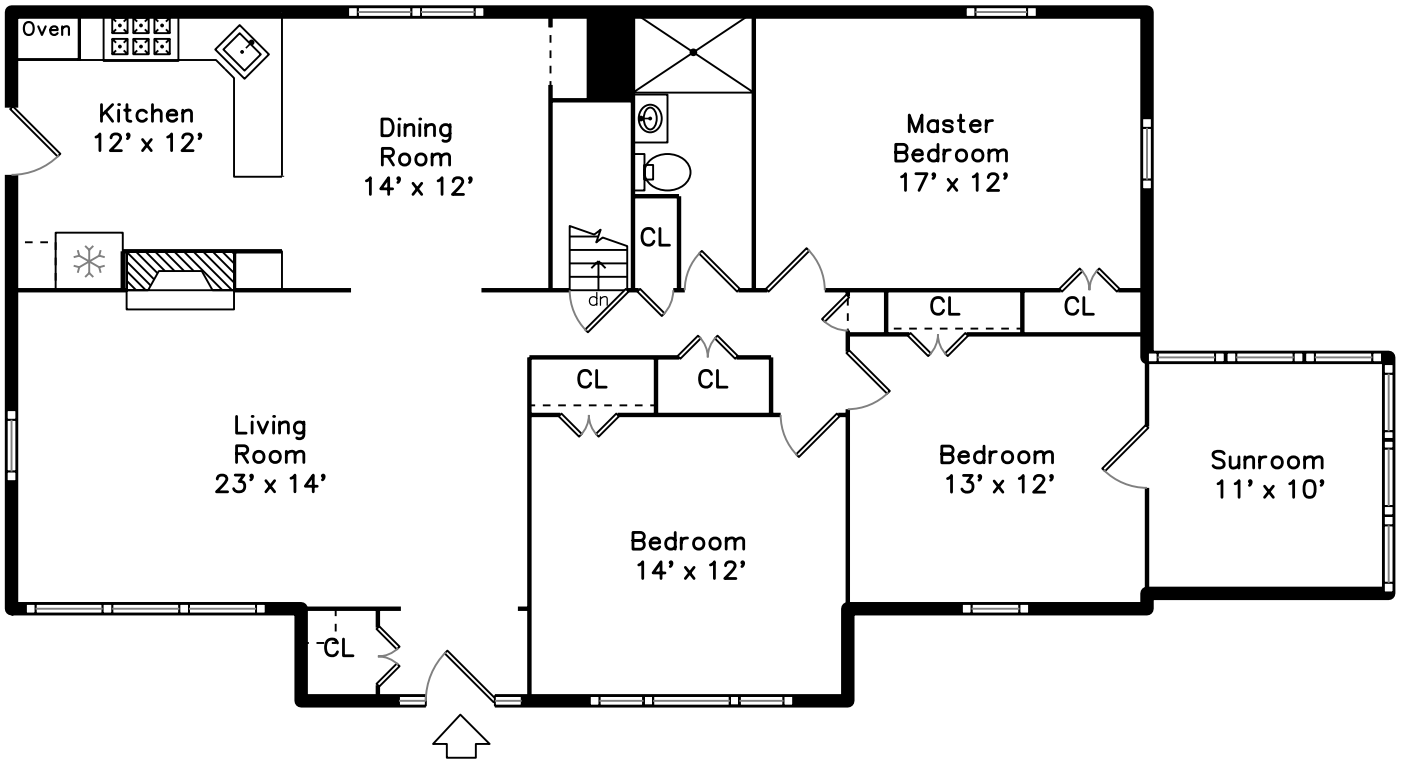 Oven
Kitchen
12' x 12'
Dining
Room
14' x 12'
Master
Bedroom
17' x 12'
CL
dn
CL
CL
CL
CL
Living
Room
23' x 14'
Bedroom
13' x 12'
Sunroom
11' x 10'
Bedroom
14' x 12'
CL